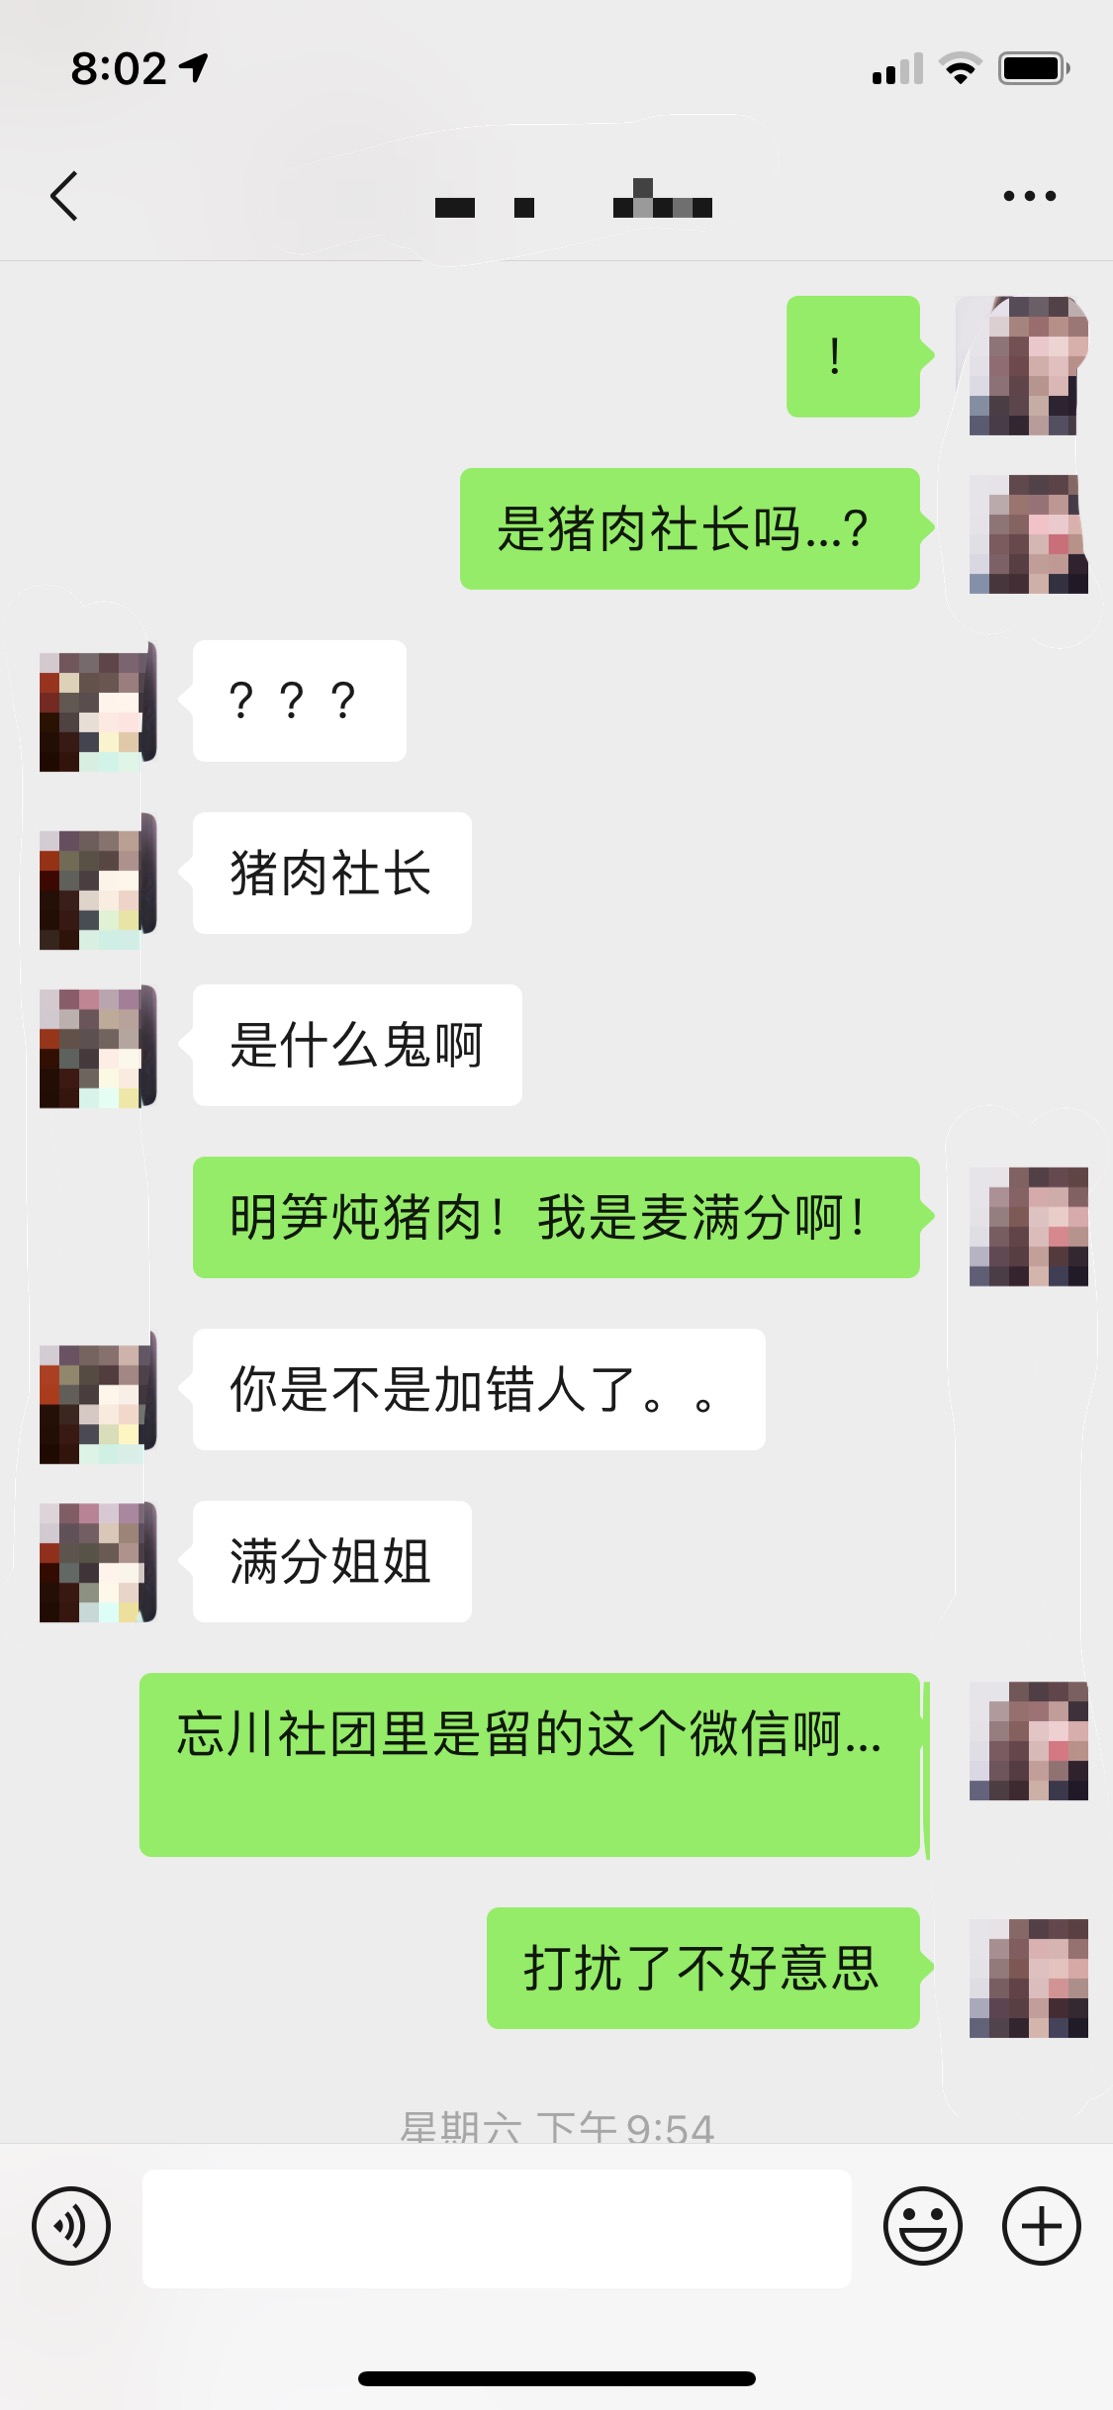 8:02
！
是猪肉社长吗...?
？？？
猪肉社长
是什么鬼啊
明笋炖猪肉！我是麦满分啊！
你是不是加错人了。。
满分姐姐
忘川社团里是留的这个微信啊...
打扰了不好意思
星期六 下午9:54